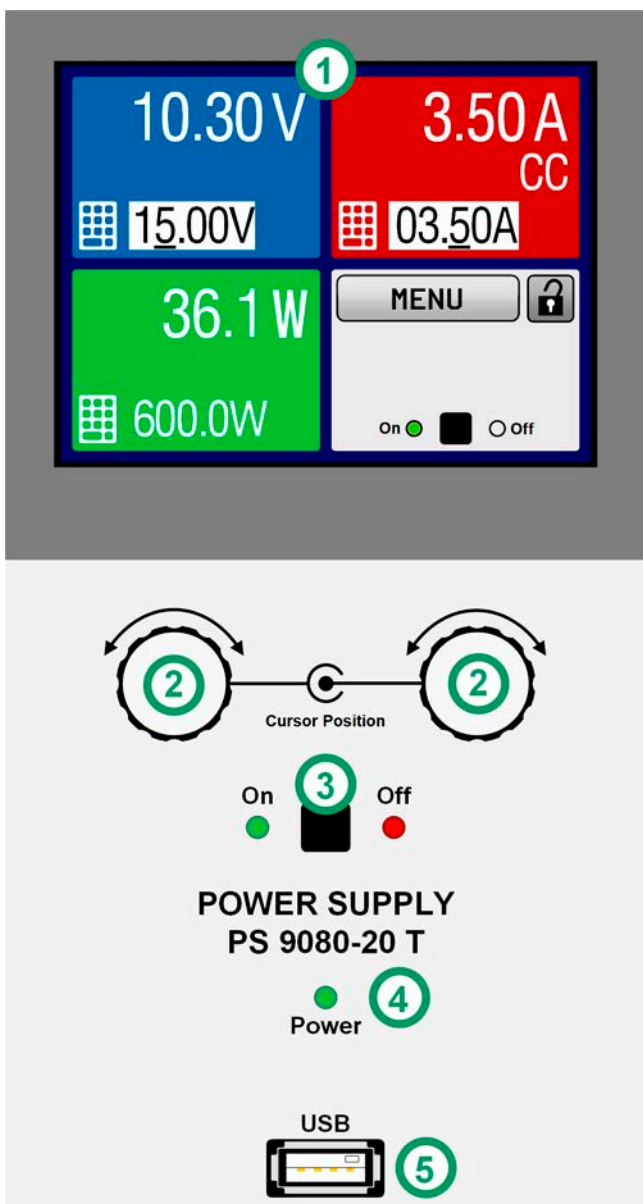 1
10.30 V
3.50 A
CC
15.00V
03.50A
36.1 W
MENU
600.0W
On
Off
2
2
Cursor Position
3
On
Off
POWER SUPPLY
PS 9080-20 T
4
Power
USB
5